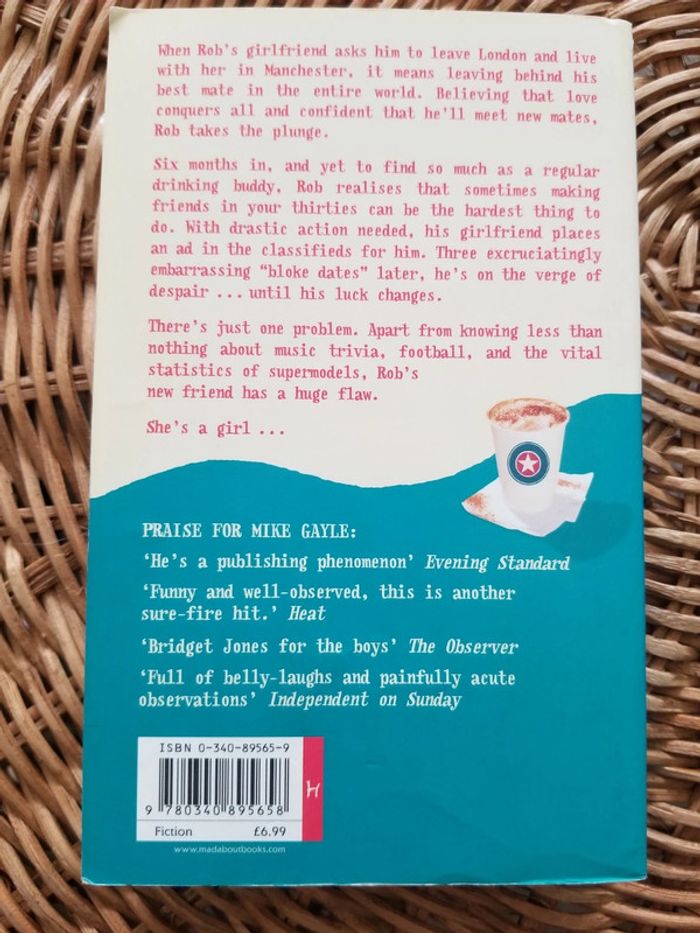 When Rob's girlfriend asks him to leave London and live
with her in Manchester, it means leaving behind his
best mate in the entire world. Believing that love
conquers all and confident that he'll meet new mates,
Rob takes the plunge.
Six months in, and yet to find so much as a regular
drinking buddy, Rob realises that sometimes making
friends in your thirties can be the hardest thing to
do. With drastic action needed, his girlfriend places
an ad in the classifieds for him. Three excruciatingly
embarrassing “bloke dates” later, he's on the verge of
despair ... until his luck changes.
There's just one problem. Apart from knowing less than
nothing about music trivia, football, and the vital
statistics of supermodels, Rob's
new friend has a huge flaw.
She's a girl ...
PRAISE FOR MIKE GAYLE:
‘He's a publishing phenomenon’ Evening Standard
‘Funny and well-observed, this is another
sure-fire hit.’ Heat
‘Bridget Jones for the boys’ The Observer
‘Full of belly-laughs and painfully acute
observations’ Independent on Sunday
ISBN 0-340-89565-9
9 780340 895658
H
Fiction £6.99
www.madaboutbooks.com